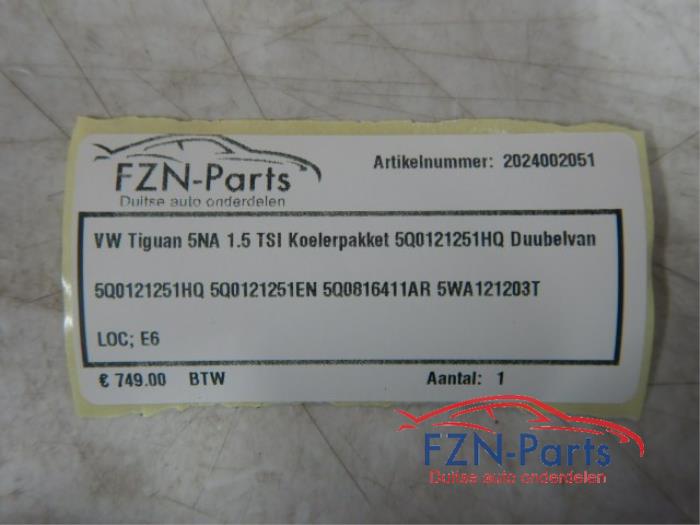 FZN-Parts
Duitse auto onderdelen
Artikelnummer: 2024002051
VW Tiguan 5NA 1.5 TSI Koelerpakket 5Q0121251HQ Duubelvan
5Q0121251HQ 5Q0121251EN 5Q0816411AR 5WA121203T
LOC; E6
€ 749.00 BTW Aantal: 1
FZN-Parts
Duitse auto onderdelen